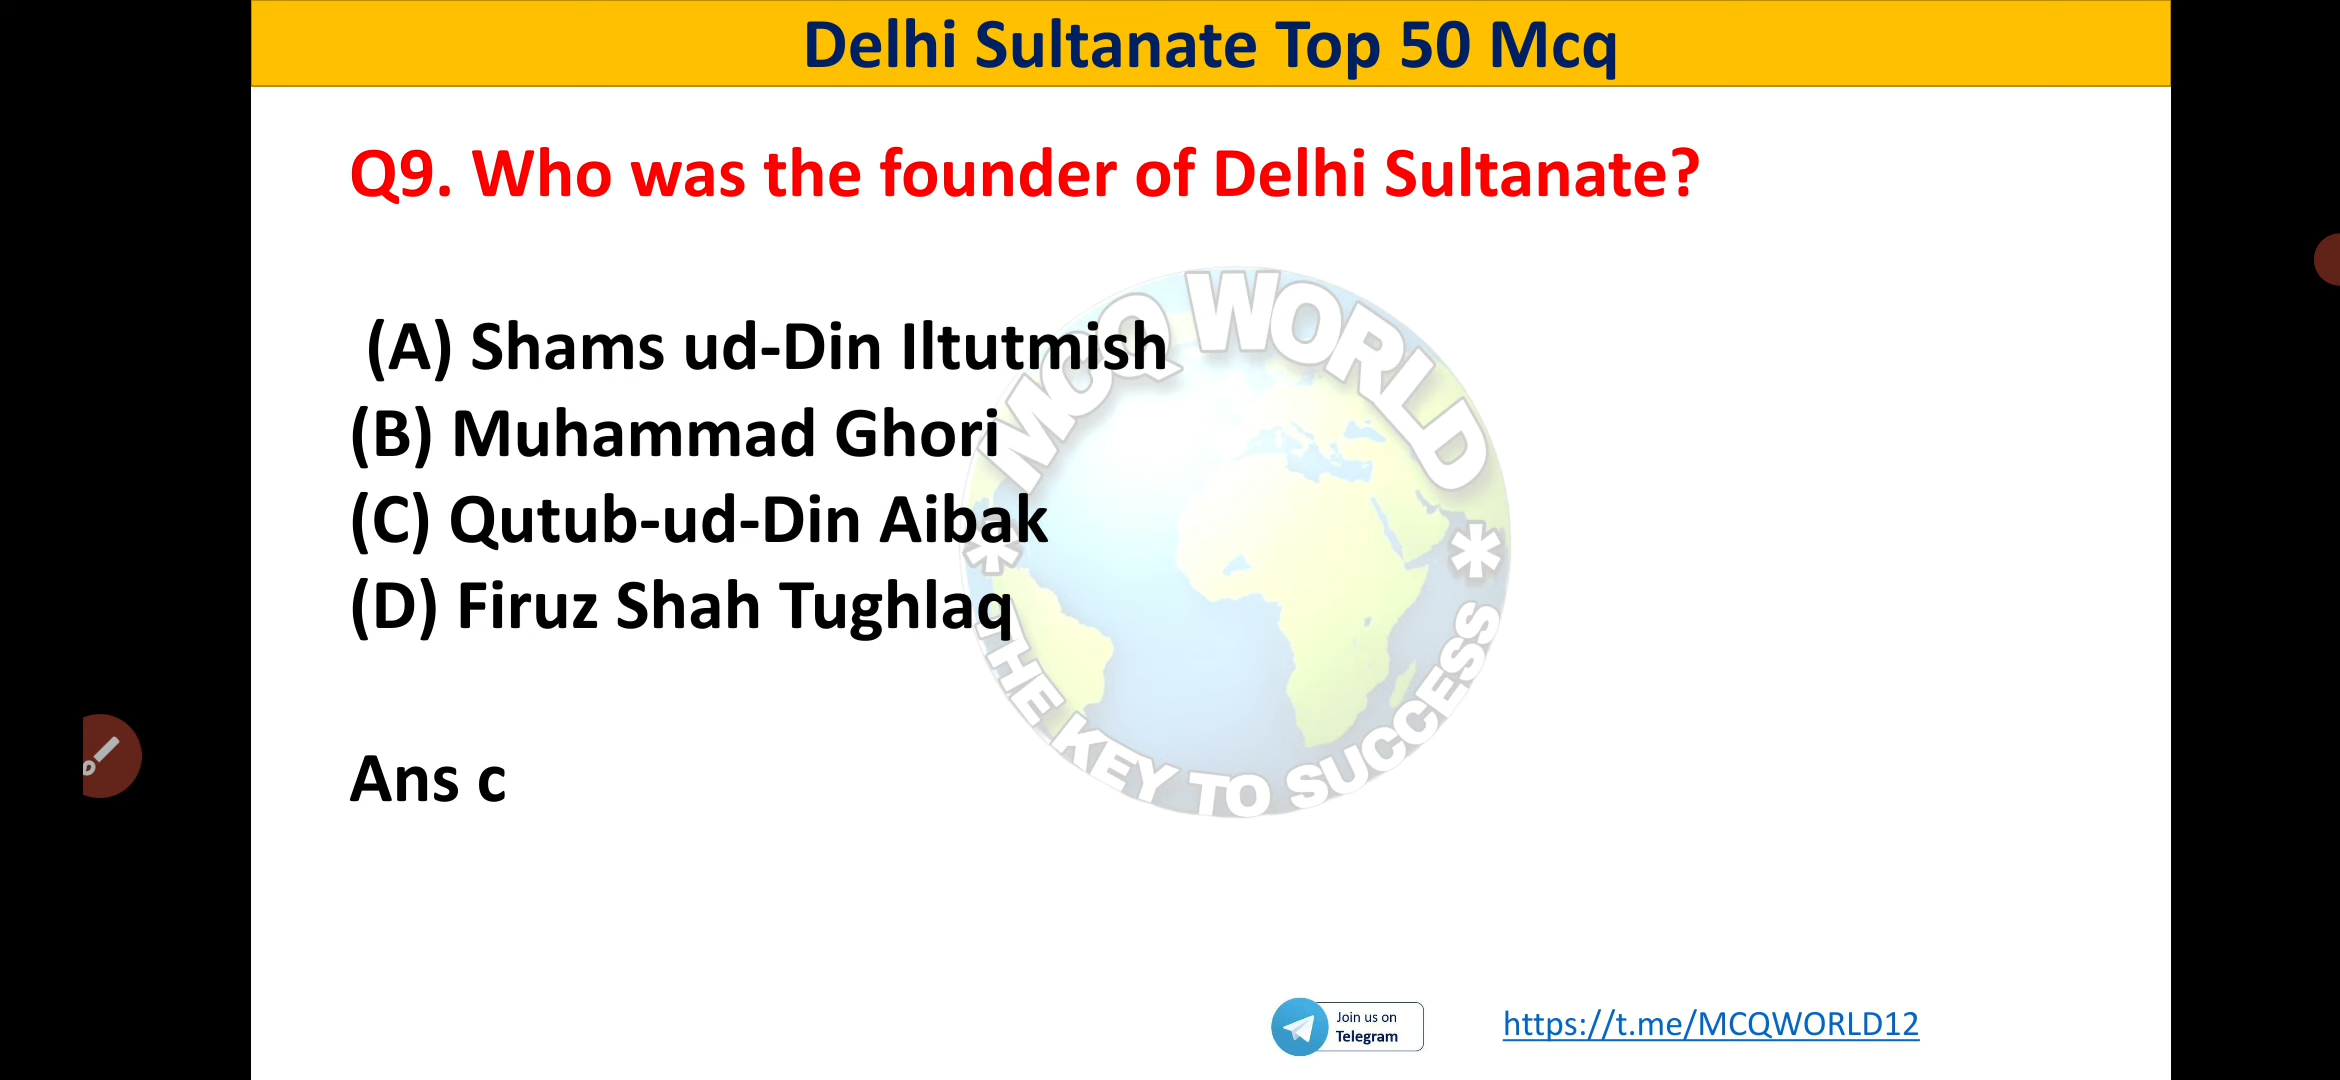 Delhi Sultanate Top 50 Mcq
Q9. Who was the founder of Delhi Sultanate?
(A) Shams ud-Din Iltutmish
(B) Muhammad Ghori
(C) Qutub-ud-Din Aibak
(D) Firuz Shah Tughlaq
Ans c
MCQ WORLD
* *
THE KEY TO SUCCESS
Join us on
Telegram
https://t.me/MCQWORLD12